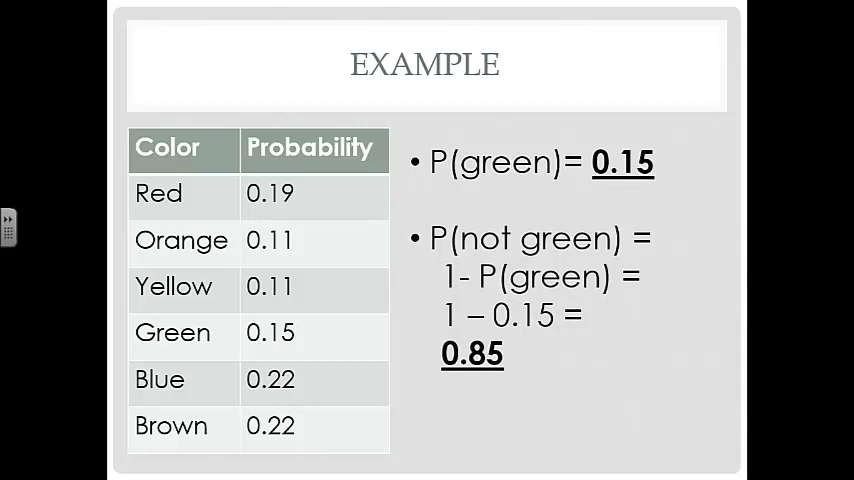 EXAMPLE
Color Probability
Red 0.19
Orange 0.11
Yellow 0.11
Green 0.15
Blue 0.22
Brown 0.22
• P(green)= 0.15
• P(not green) =
1- P(green) =
1 – 0.15 =
0.85